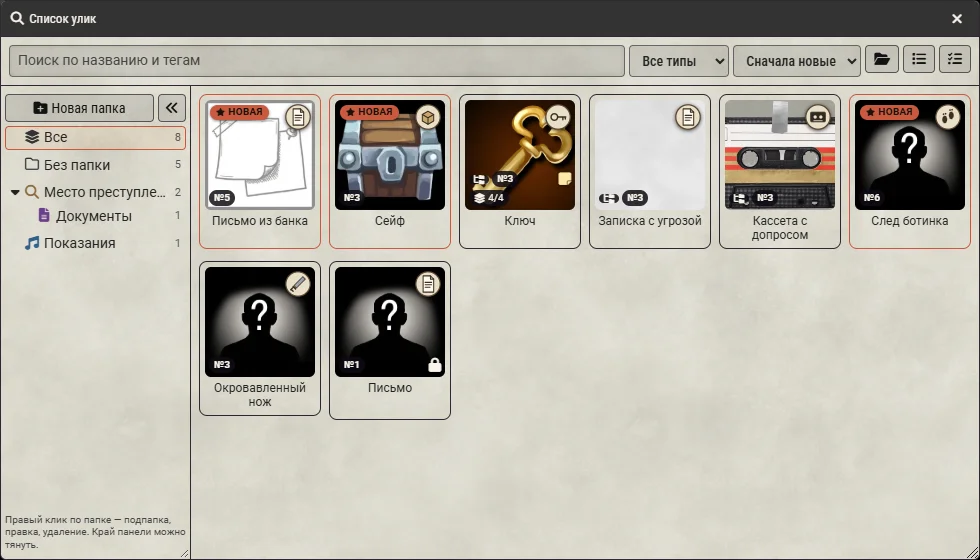 Список улик
Поиск по названию и тегам
Все типы
Сначала новые
Новая папка
Все 8
Без папки 5
Место преступле... 2
Документы 1
Показания 1
Правый клик по папке — подпапка,
правка, удаление. Край панели можно
тянуть.
НОВАЯ
№5
Письмо из банка
НОВАЯ
№3
Сейф
№3
4/4
Ключ
№3
Записка с угрозой
№3
Кассета с
допросом
НОВАЯ
?
№6
След ботинка
?
№3
Окровавленный
нож
?
№1
Письмо